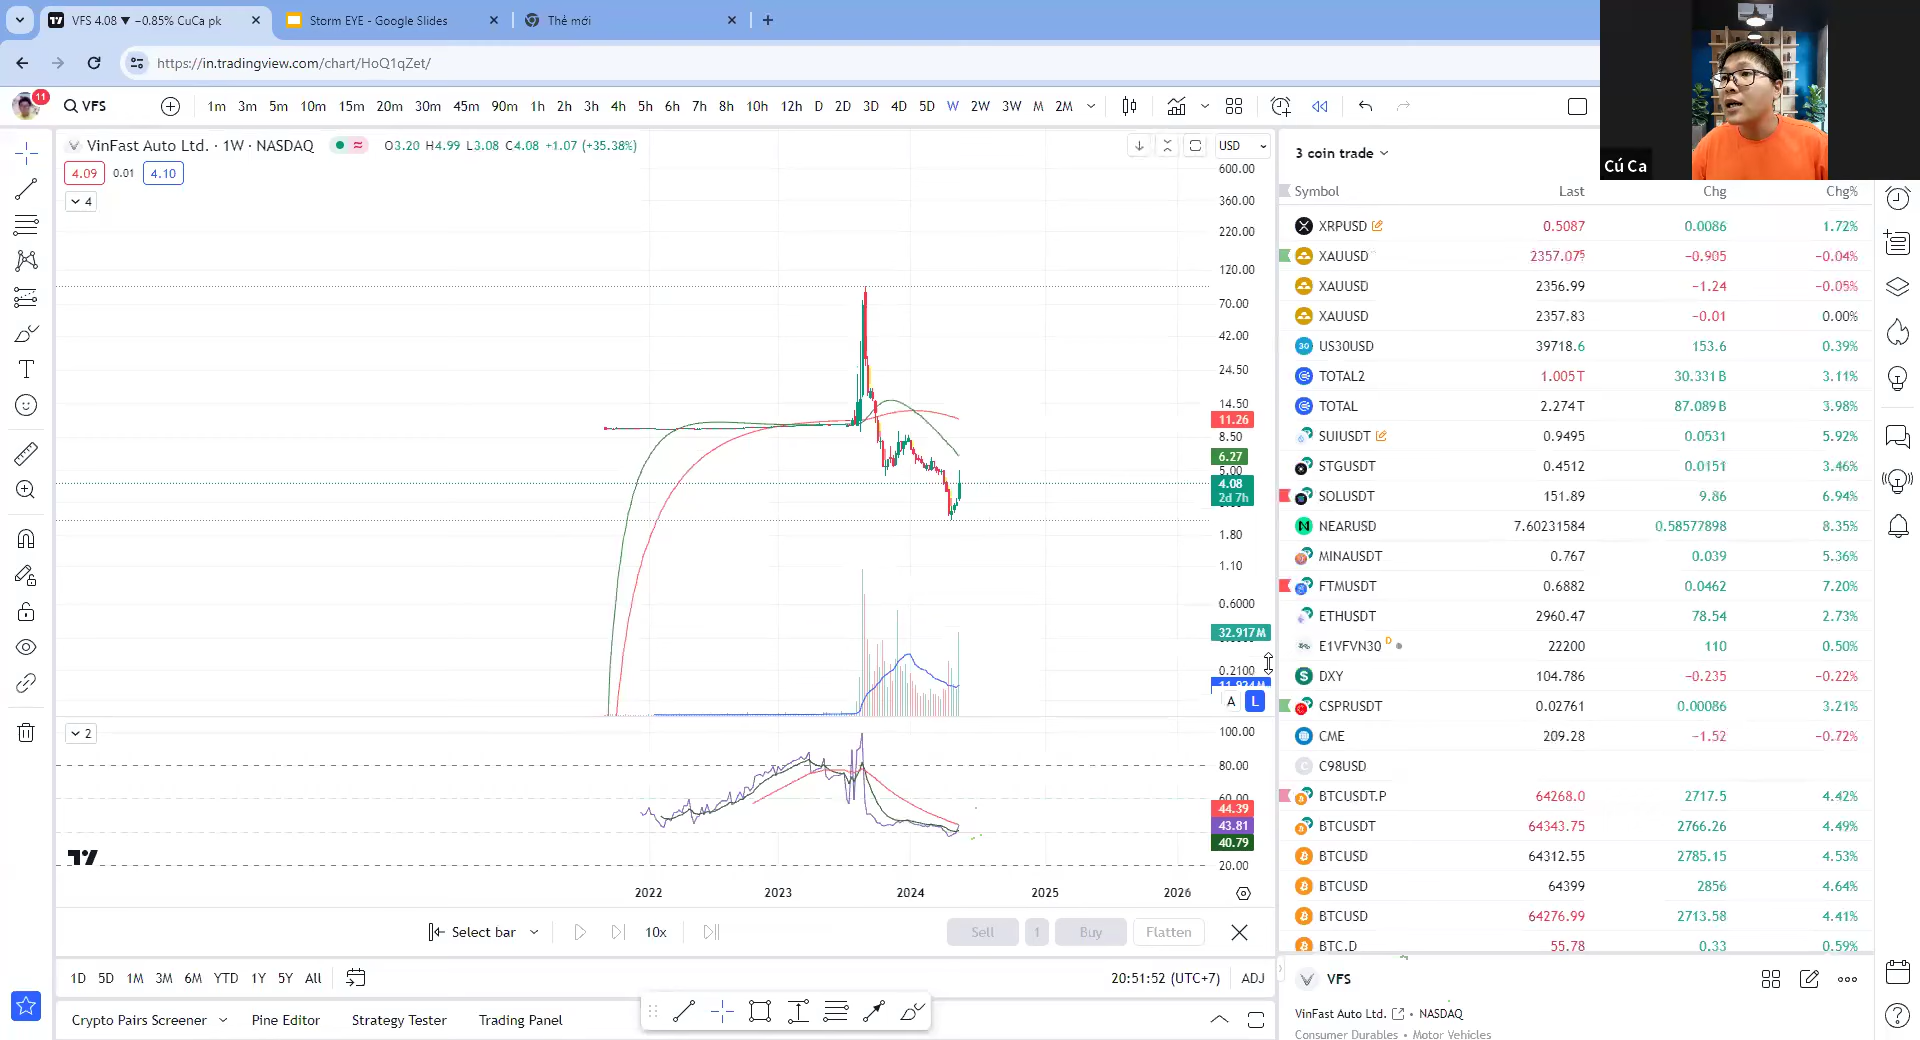 VFS 4.08 ▼ −0.85% CuCa pk
Storm EYE - Google Slides
Thẻ mới
https://in.tradingview.com/chart/HoQ1qZet/
11
VFS
1m 3m 5m 10m 15m 20m 30m 45m 90m 1h 2h 3h 4h 5h 6h 7h 8h 10h 12h D 2D 3D 4D 5D W 2W 3W M 2M
Cú Ca
VinFast Auto Ltd. · 1W · NASDAQ
O3.20 H4.99 L3.08 C4.08 +1.07 (+35.38%)
USD
4.09 0.01 4.10
4
600.00
360.00
220.00
120.00
70.00
42.00
24.50
14.50
11.26
8.50
6.27
5.00
4.08
2d 7h
1.80
1.10
0.6000
32.917M
0.2100
A L
2
100.00
80.00
60.00
44.39
43.81
40.79
20.00
2022 2023 2024 2025 2026
Select bar
10x
Sell 1 Buy Flatten
1D 5D 1M 3M 6M YTD 1Y 5Y All
20:51:52 (UTC+7) ADJ
Crypto Pairs Screener Pine Editor Strategy Tester Trading Panel
3 coin trade
Symbol Last Chg Chg%
XRPUSD 0.5087 0.0086 1.72%
XAUUSD 2357.075 −0.905 −0.04%
XAUUSD 2356.99 −1.24 −0.05%
XAUUSD 2357.83 −0.01 0.00%
30 US30USD 39718.6 153.6 0.39%
TOTAL2 1.005T 30.331B 3.11%
TOTAL 2.274T 87.089B 3.98%
SUIUSDT 0.9495 0.0531 5.92%
STGUSDT 0.4512 0.0151 3.46%
SOLUSDT 151.89 9.86 6.94%
NEARUSD 7.60231584 0.58577898 8.35%
MINAUSDT 0.767 0.039 5.36%
FTMUSDT 0.6882 0.0462 7.20%
ETHUSDT 2960.47 78.54 2.73%
E1VFVN30 D 22200 110 0.50%
DXY 104.786 −0.235 −0.22%
CSPRUSDT 0.02761 0.00086 3.21%
CME 209.28 −1.52 −0.72%
C98USD
BTCUSDT.P 64268.0 2717.5 4.42%
BTCUSDT 64343.75 2766.26 4.49%
BTCUSD 64312.55 2785.15 4.53%
BTCUSD 64399 2856 4.64%
BTCUSD 64276.99 2713.58 4.41%
BTC.D 55.78 0.33 0.59%
VFS
VinFast Auto Ltd. • NASDAQ
Consumer Durables • Motor Vehicles